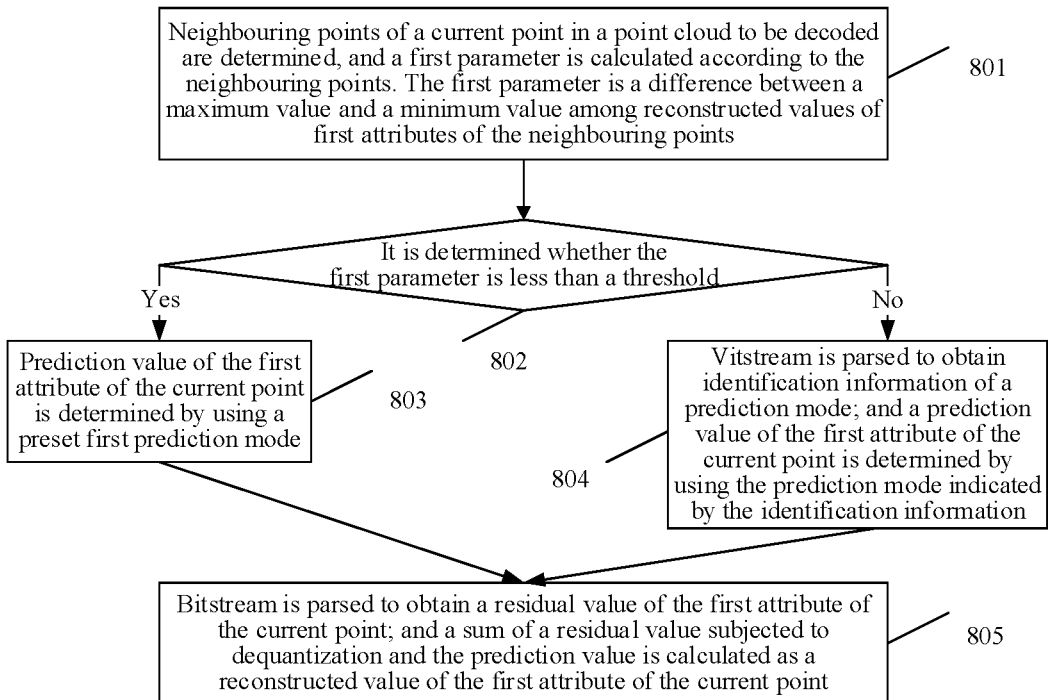 Neighbouring points of a current point in a point cloud to be decoded
are determined, and a first parameter is calculated according to the
neighbouring points. The first parameter is a difference between a
maximum value and a minimum value among reconstructed values of
first attributes of the neighbouring points
801
It is determined whether the
first parameter is less than a threshold
Yes
No
802
Prediction value of the first
attribute of the current point
is determined by using a
preset first prediction mode
803
Vitstream is parsed to obtain
identification information of a
prediction mode; and a prediction
value of the first attribute of the
current point is determined by
using the prediction mode indicated
by the identification information
804
Bitstream is parsed to obtain a residual value of the first attribute of
the current point; and a sum of a residual value subjected to
dequantization and the prediction value is calculated as a
reconstructed value of the first attribute of the current point
805